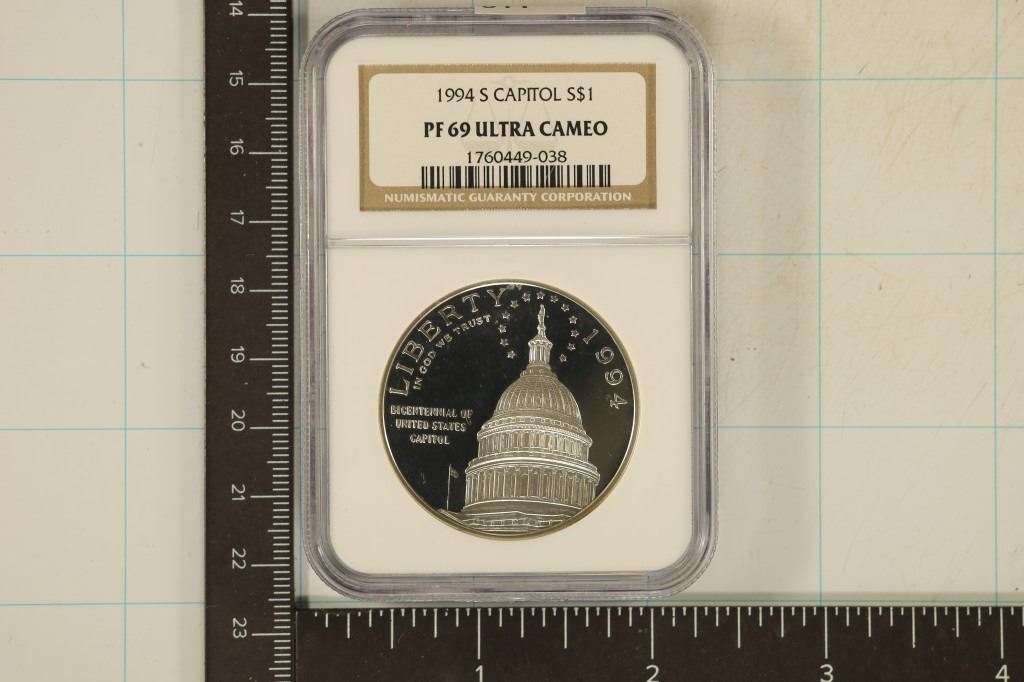 1994 S CAPITOL S$1
PF 69 ULTRA CAMEO
1760449-038
NUMISMATIC GUARANTY CORPORATION
LIBERTY
IN GOD WE TRUST
1994
BICENTENNIAL OF
UNITED STATES
CAPITOL
14
15
16
17
18
19
20
21
22
23
1 2 3 4